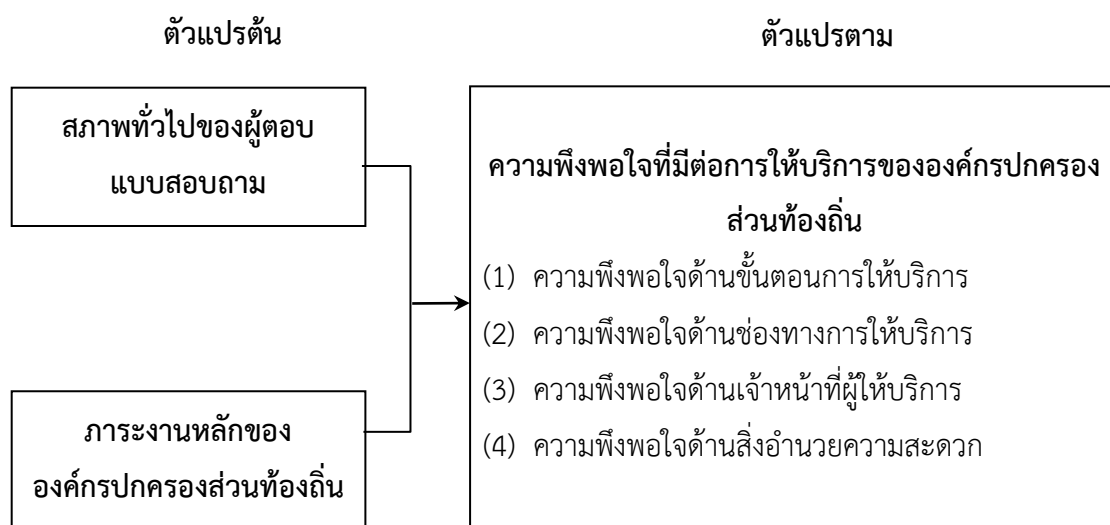 ตัวแปรต้น
ตัวแปรตาม
สภาพทั่วไปของผู้ตอบ
แบบสอบถาม
ภาระงานหลักของ
องค์กรปกครองส่วนท้องถิ่น
ความพึงพอใจที่มีต่อการให้บริการขององค์กรปกครอง
ส่วนท้องถิ่น
(1) ความพึงพอใจด้านขั้นตอนการให้บริการ
(2) ความพึงพอใจด้านช่องทางการให้บริการ
(3) ความพึงพอใจด้านเจ้าหน้าที่ผู้ให้บริการ
(4) ความพึงพอใจด้านสิ่งอำนวยความสะดวก